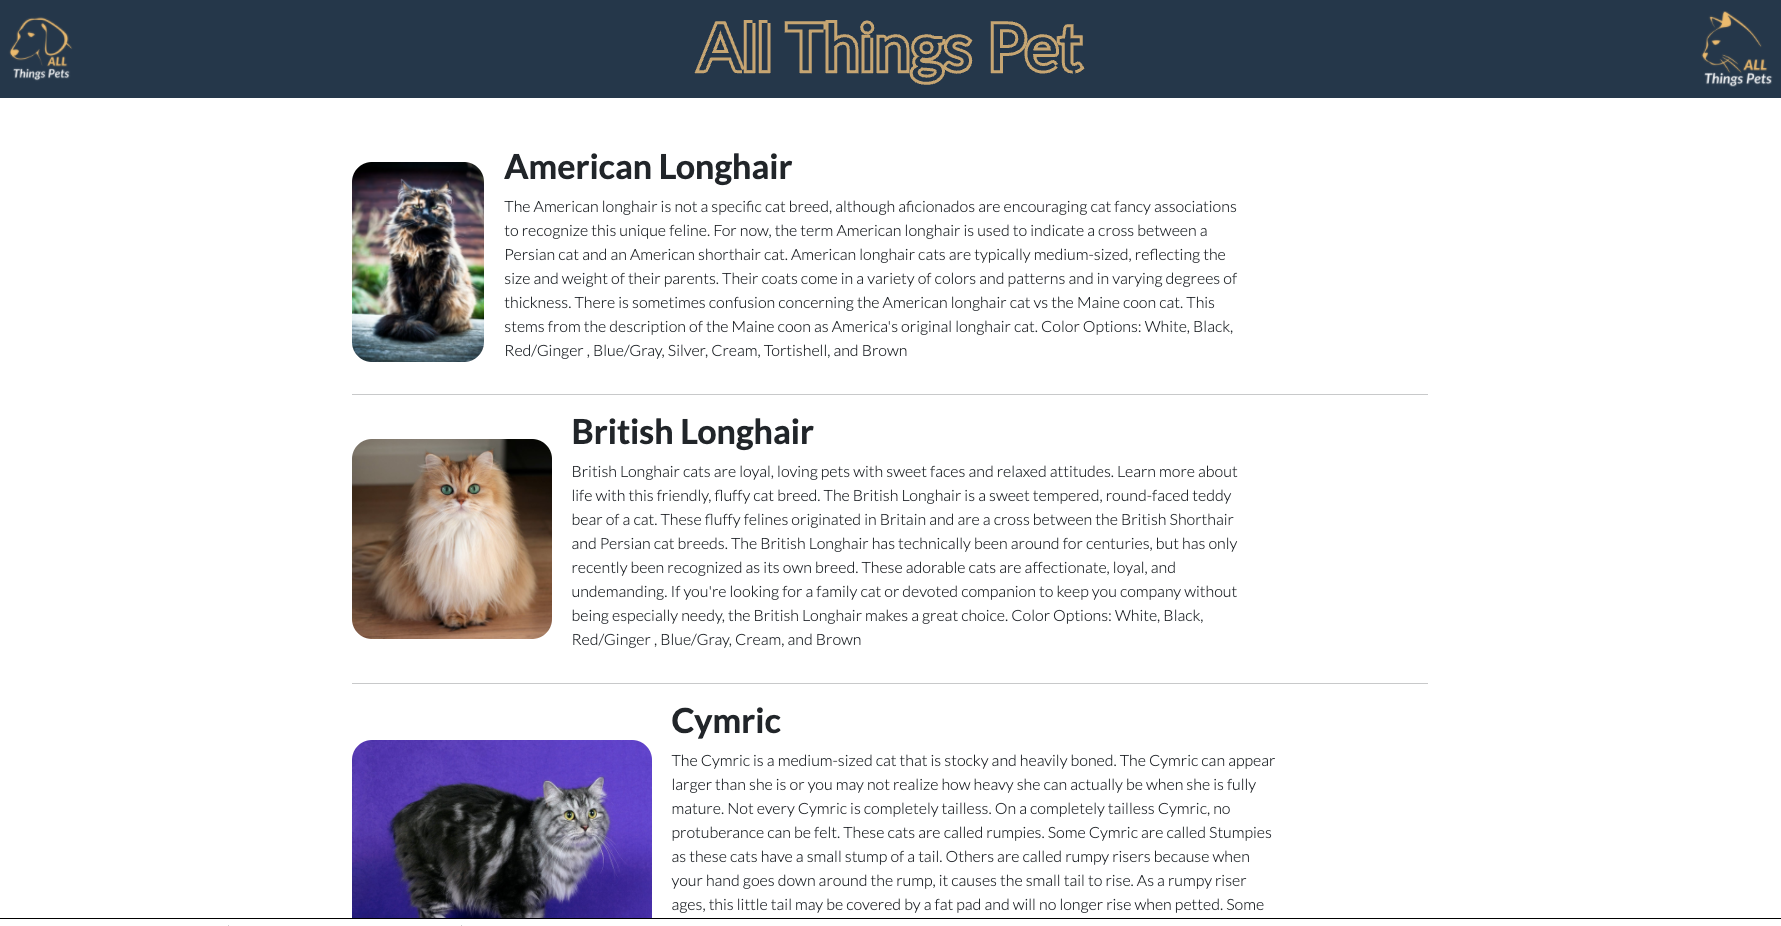 ALL
Things Pets
All Things Pet
ALL
Things Pets
American Longhair
The American longhair is not a specific cat breed, although aficionados are encouraging cat fancy associations
to recognize this unique feline. For now, the term American longhair is used to indicate a cross between a
Persian cat and an American shorthair cat. American longhair cats are typically medium-sized, reflecting the
size and weight of their parents. Their coats come in a variety of colors and patterns and in varying degrees of
thickness. There is sometimes confusion concerning the American longhair cat vs the Maine coon cat. This
stems from the description of the Maine coon as America's original longhair cat. Color Options: White, Black,
Red/Ginger , Blue/Gray, Silver, Cream, Tortishell, and Brown
British Longhair
British Longhair cats are loyal, loving pets with sweet faces and relaxed attitudes. Learn more about
life with this friendly, fluffy cat breed. The British Longhair is a sweet tempered, round-faced teddy
bear of a cat. These fluffy felines originated in Britain and are a cross between the British Shorthair
and Persian cat breeds. The British Longhair has technically been around for centuries, but has only
recently been recognized as its own breed. These adorable cats are affectionate, loyal, and
undemanding. If you're looking for a family cat or devoted companion to keep you company without
being especially needy, the British Longhair makes a great choice. Color Options: White, Black,
Red/Ginger , Blue/Gray, Cream, and Brown
Cymric
The Cymric is a medium-sized cat that is stocky and heavily boned. The Cymric can appear
larger than she is or you may not realize how heavy she can actually be when she is fully
mature. Not every Cymric is completely tailless. On a completely tailless Cymric, no
protuberance can be felt. These cats are called rumpies. Some Cymric are called Stumpies
as these cats have a small stump of a tail. Others are called rumpy risers because when
your hand goes down around the rump, it causes the small tail to rise. As a rumpy riser
ages, this little tail may be covered by a fat pad and will no longer rise when petted. Some